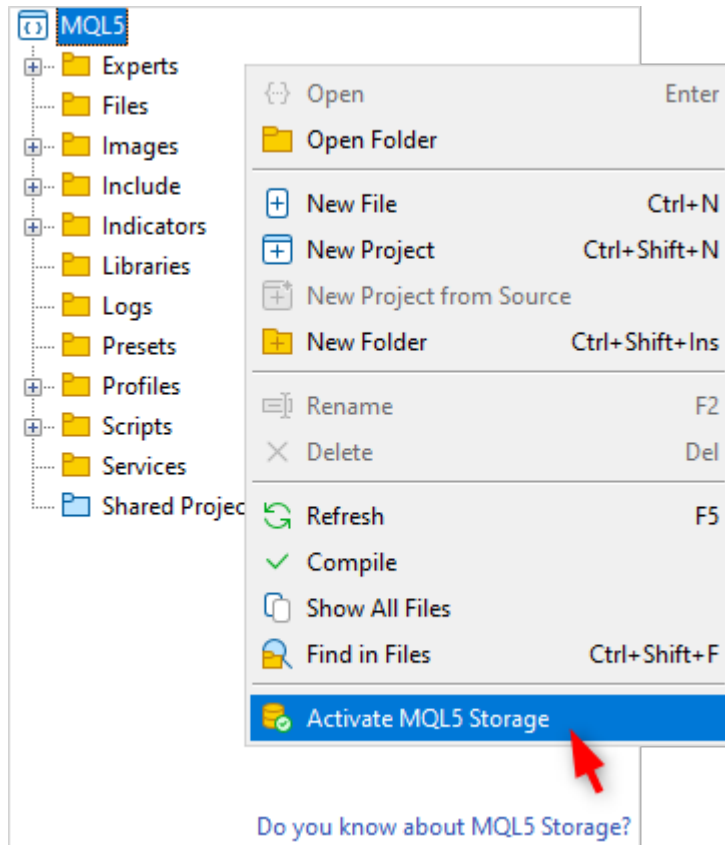 MQL5
Experts
Files
Images
Include
Indicators
Libraries
Logs
Presets
Profiles
Scripts
Services
Shared Projec
Open Enter
Open Folder
New File Ctrl+N
New Project Ctrl+Shift+N
New Project from Source
New Folder Ctrl+Shift+Ins
Rename F2
Delete Del
Refresh F5
Compile
Show All Files
Find in Files Ctrl+Shift+F
Activate MQL5 Storage
Do you know about MQL5 Storage?